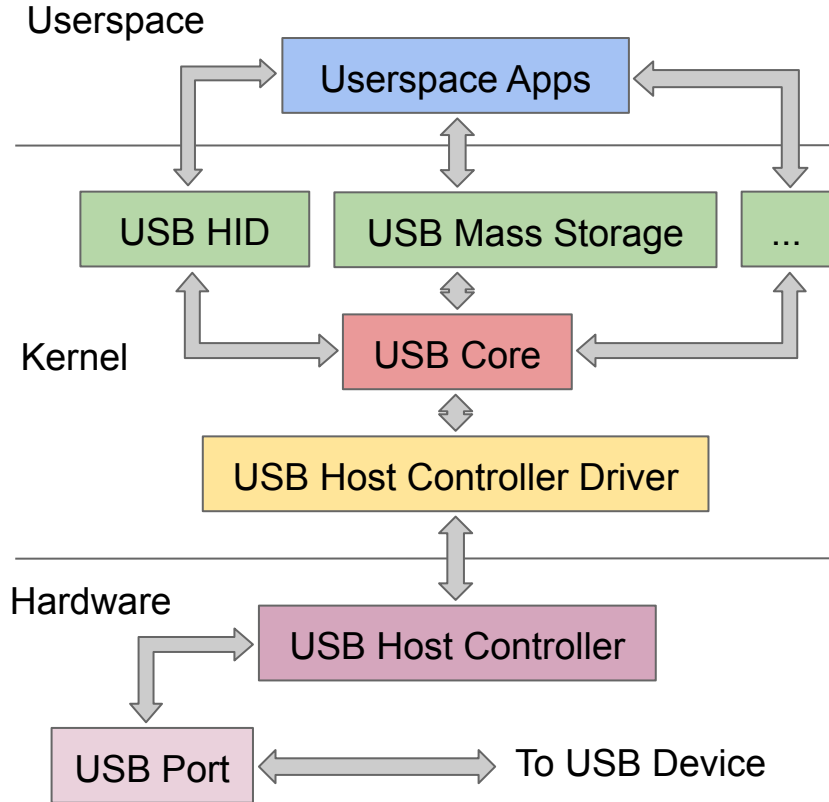 Userspace
Userspace Apps
USB HID
USB Mass Storage
...
Kernel
USB Core
USB Host Controller Driver
Hardware
USB Host Controller
USB Port
To USB Device